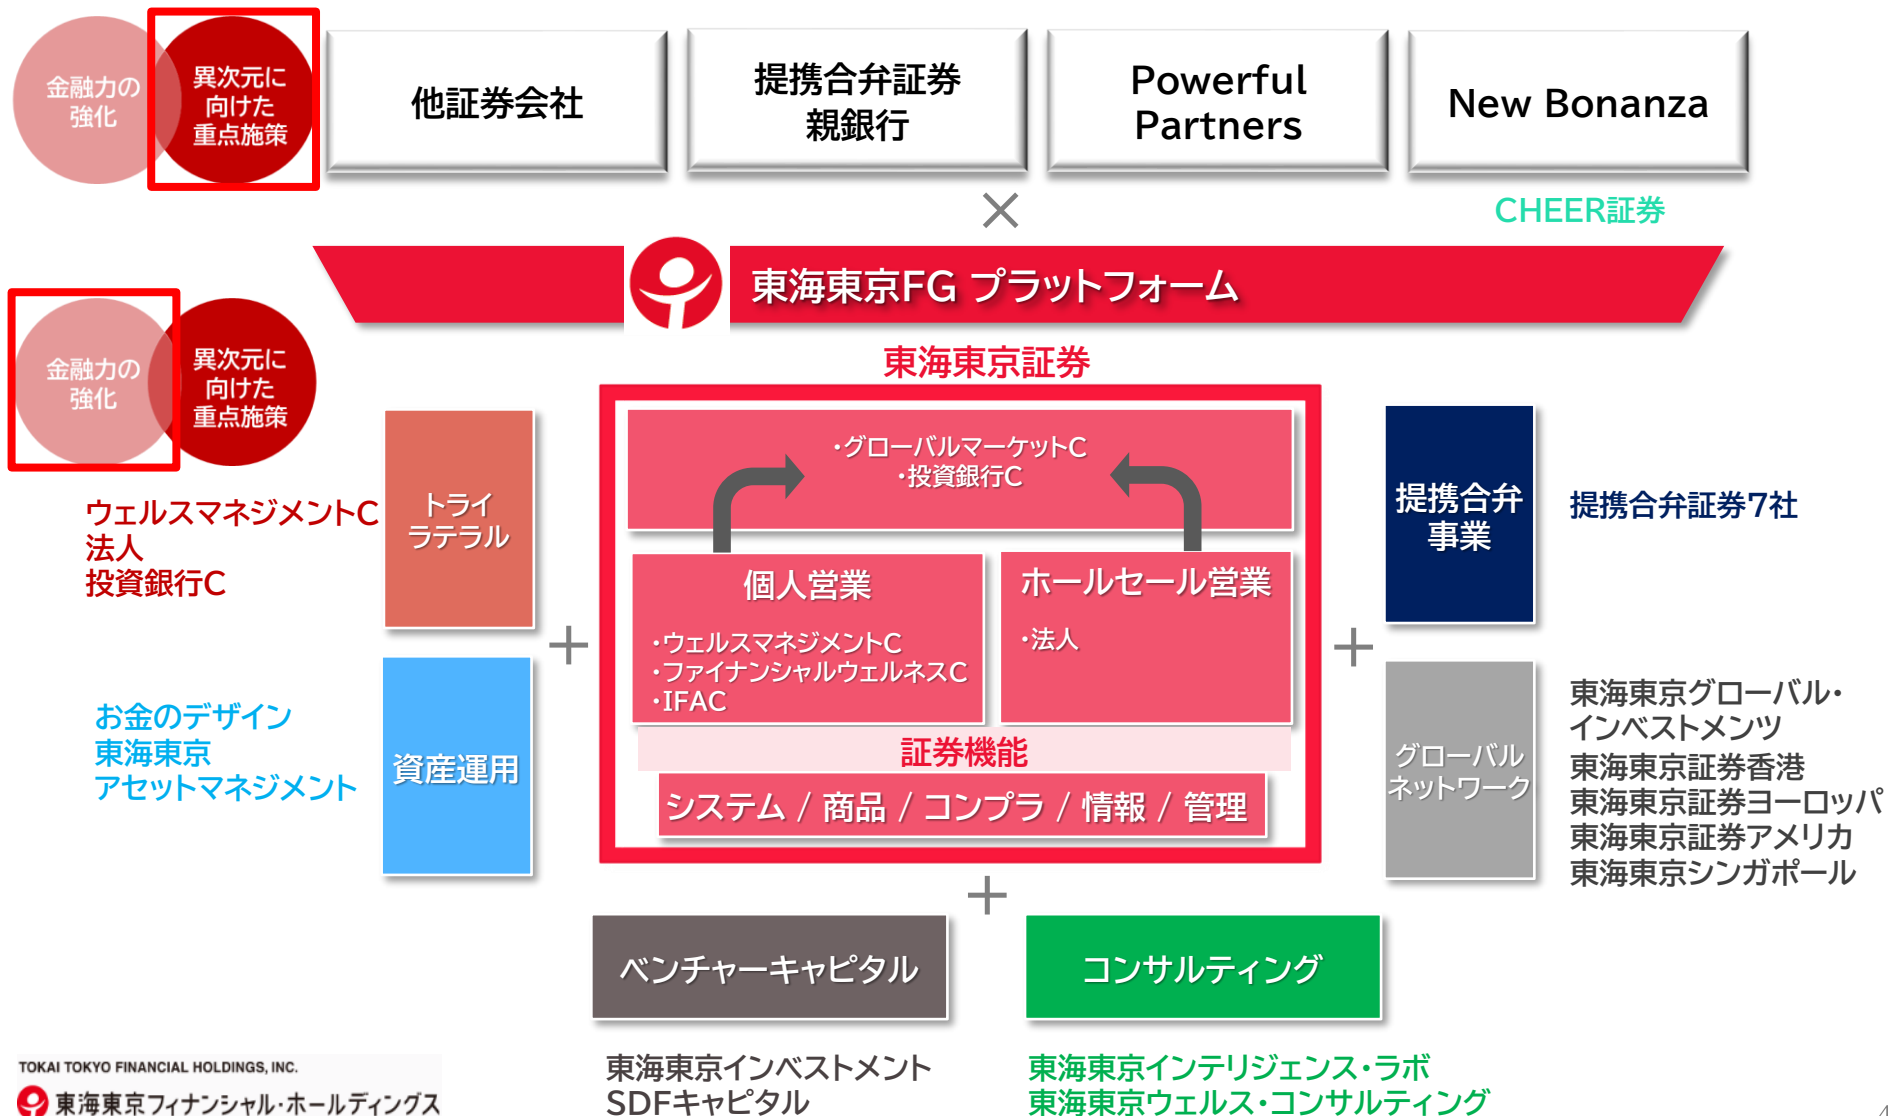 金融力の
強化
異次元に
向けた
重点施策
他証券会社
提携合弁証券
親銀行
Powerful
Partners
New Bonanza
×
CHEER証券
東海東京FG プラットフォーム
金融力の
強化
異次元に
向けた
重点施策
東海東京証券
・グローバルマーケットC
・投資銀行C
ウェルスマネジメントC
法人
投資銀行C
トライ
ラテラル
個人営業
・ウェルスマネジメントC
・ファイナンシャルウェルネスC
・IFAC
ホールセール営業
・法人
提携合弁
事業
提携合弁証券7社
＋
＋
お金のデザイン
東海東京
アセットマネジメント
資産運用
証券機能
システム / 商品 / コンプラ / 情報 / 管理
グローバル
ネットワーク
東海東京グローバル・
インベストメンツ
東海東京証券香港
東海東京証券ヨーロッパ
東海東京証券アメリカ
東海東京シンガポール
＋
ベンチャーキャピタル
コンサルティング
東海東京インベストメント
SDFキャピタル
東海東京インテリジェンス・ラボ
東海東京ウェルス・コンサルティング
TOKAI TOKYO FINANCIAL HOLDINGS, INC.
東海東京フィナンシャル・ホールディングス